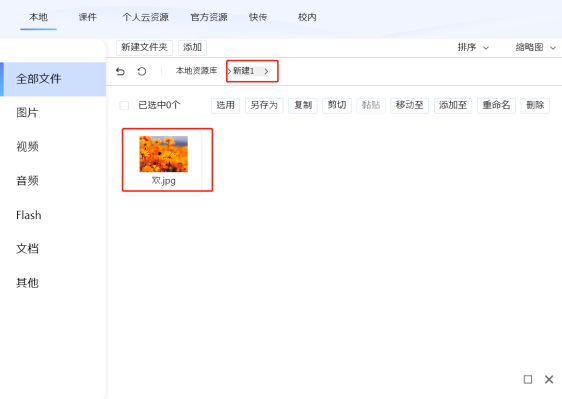 本地 课件 个人云资源 官方资源 快传 校内
新建文件夹 添加 排序 缩略图
本地资源库 新建1
已选中0个 选用 另存为 复制 剪切 黏贴 移动至 添加至 重命名 删除
全部文件
图片
视频
音频
Flash
文档
其他
欢.jpg